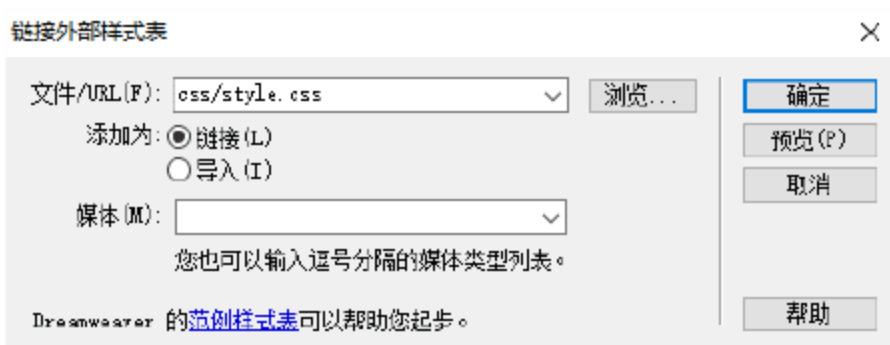 链接外部样式表
文件/URL(F): css/style.css 浏览... 确定
添加为: 链接(L) 预览(P)
导入(I) 取消
媒体(M):
您也可以输入逗号分隔的媒体类型列表。
Dreamweaver 的范例样式表可以帮助您起步。 帮助